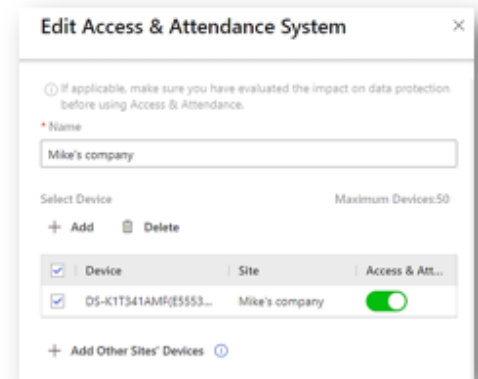 Edit Access & Attendance System
If applicable, make sure you have evaluated the impact on data protection
before using Access & Attendance.
* Name
Mike's company
Select Device Maximum Devices:50
Add Delete
Device Site Access & Att...
DS-K1T341AMF(E5553... Mike's company
Add Other Sites' Devices